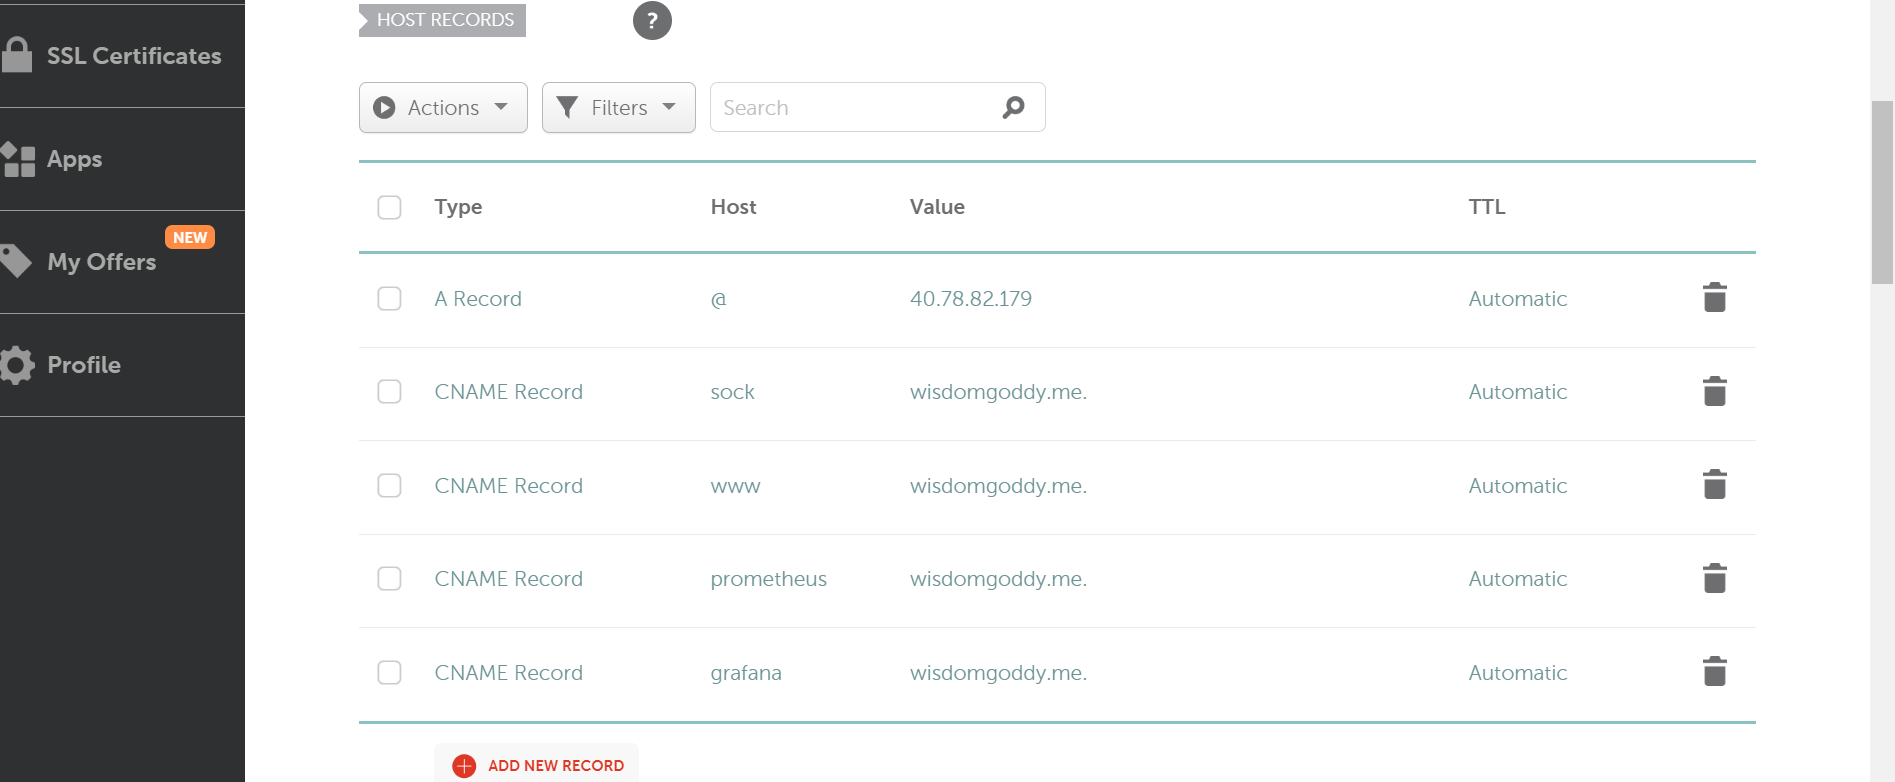 HOST RECORDS
?
SSL Certificates
Actions
Filters
Search
Apps
Type Host Value TTL
NEW
My Offers
A Record @ 40.78.82.179 Automatic
Profile
CNAME Record sock wisdomgoddy.me. Automatic
CNAME Record www wisdomgoddy.me. Automatic
CNAME Record prometheus wisdomgoddy.me. Automatic
CNAME Record grafana wisdomgoddy.me. Automatic
ADD NEW RECORD